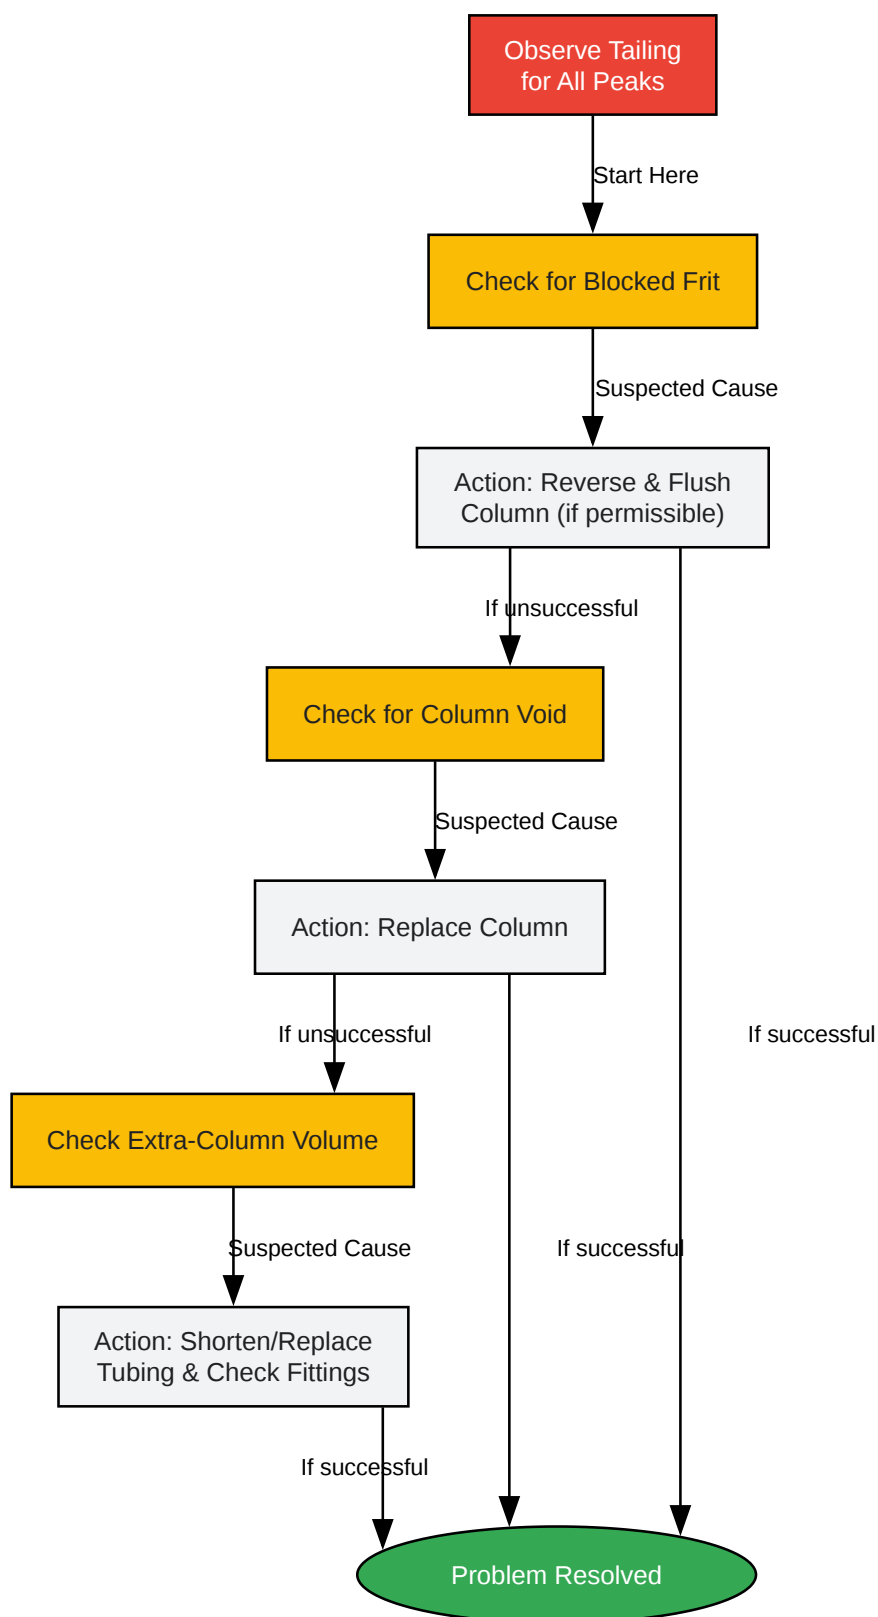 Observe Tailing
for All Peaks
Start Here
Check for Blocked Frit
Suspected Cause
Action: Reverse & Flush
Column (if permissible)
If unsuccessful
Check for Column Void
Suspected Cause
Action: Replace Column
If unsuccessful
If successful
Check Extra-Column Volume
Suspected Cause
If successful
Action: Shorten/Replace
Tubing & Check Fittings
If successful
Problem Resolved